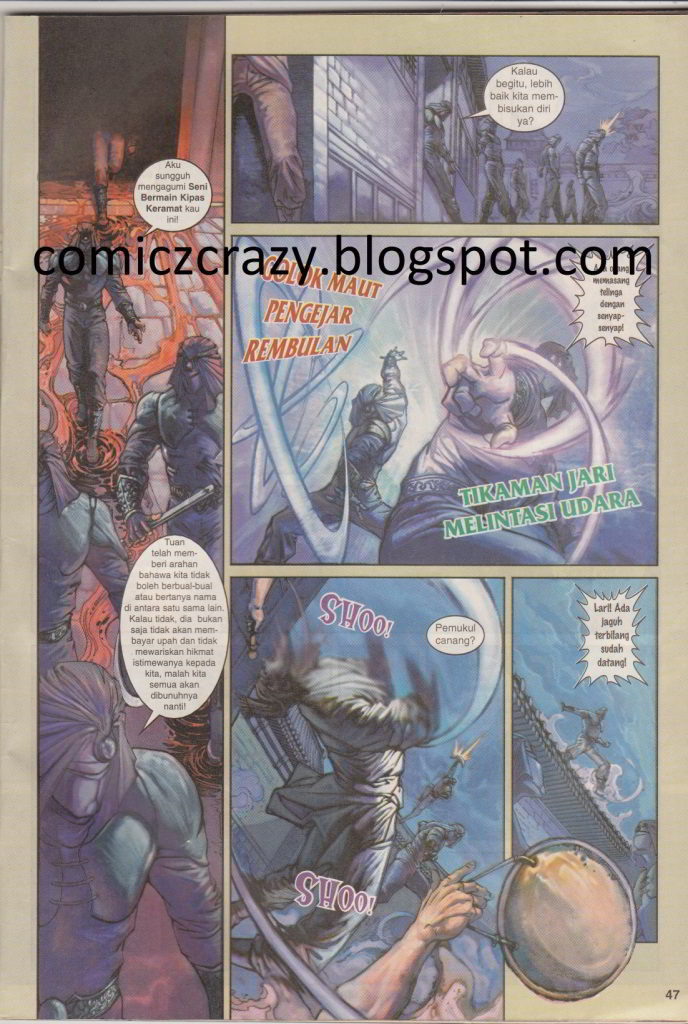 Aku
sungguh
mengagumi Seni
Bermain Kipas
Keramat kau
ini!
Tuan
telah mem-
beri arahan
bahawa kita tidak
boleh berbual-bual
atau bertanya nama
di antara satu sama lain.
Kalau tidak, dia bukan
saja tidak akan mem-
bayar upah dan tidak
mewariskan hikmat
istimewanya kepada
kita, malah kita
semua akan
dibunuhnya
nanti!
Kalau
begitu, lebih
baik kita mem-
bisukan diri
ya?
comiczcrazy.blogspot.com
GOLOK MAUT
PENGEJAR
REMBULAN
orang
memasang
telinga
dengan
senyap-
senyap!
TIKAMAN JARI
MELINTASI UDARA
SHOO!
Pemukul
canang?
SHOO!
Lari! Ada
jaguh
terbilang
sudah
datang!
47